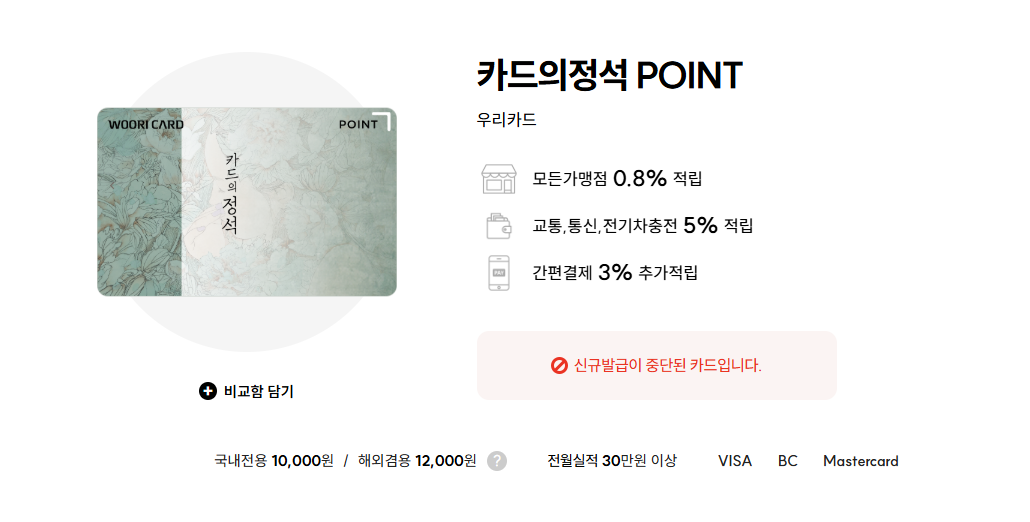 카드의정석 POINT
우리카드
WOORI CARD
POINT
카드의정석
모든가맹점 0.8% 적립
교통,통신,전기차충전 5% 적립
PAY
간편결제 3% 추가적립
신규발급이 중단된 카드입니다.
비교함 담기
국내전용 10,000원 / 해외겸용 12,000원 ? 전월실적 30만원 이상 VISA BC Mastercard